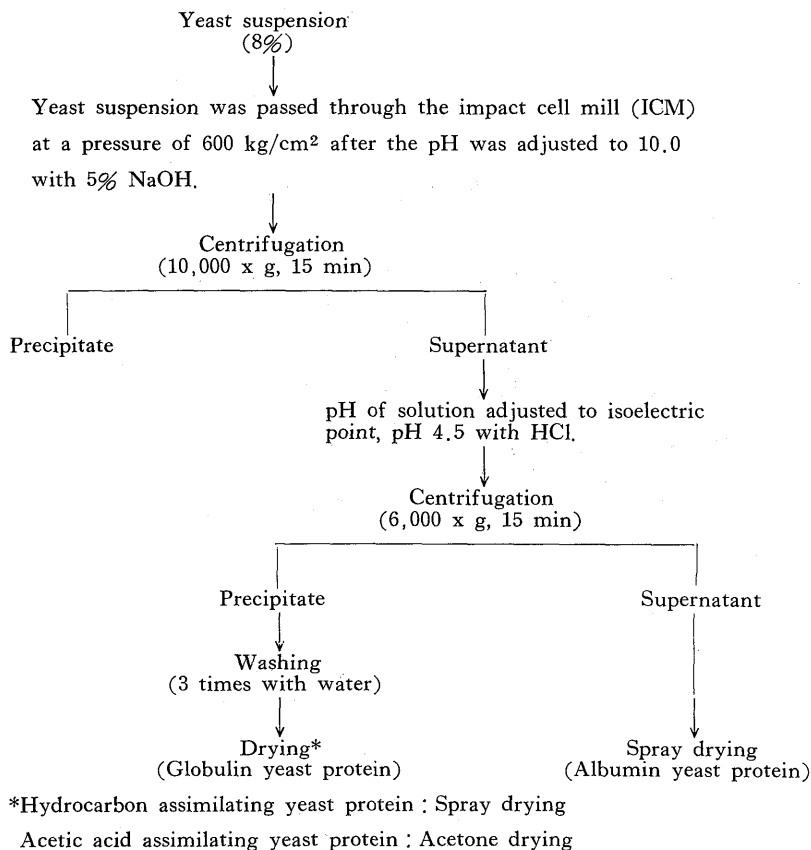 Yeast suspension
(8%)
Yeast suspension was passed through the impact cell mill (ICM)
at a pressure of 600 kg/cm² after the pH was adjusted to 10.0
with 5% NaOH.
Centrifugation
(10,000 x g, 15 min)
Precipitate
Supernatant
pH of solution adjusted to isoelectric
point, pH 4.5 with HCl.
Centrifugation
(6,000 x g, 15 min)
Precipitate
Supernatant
Washing
(3 times with water)
Drying*
(Globulin yeast protein)
Spray drying
(Albumin yeast protein)
*Hydrocarbon assimilating yeast protein : Spray drying
Acetic acid assimilating yeast protein : Acetone drying